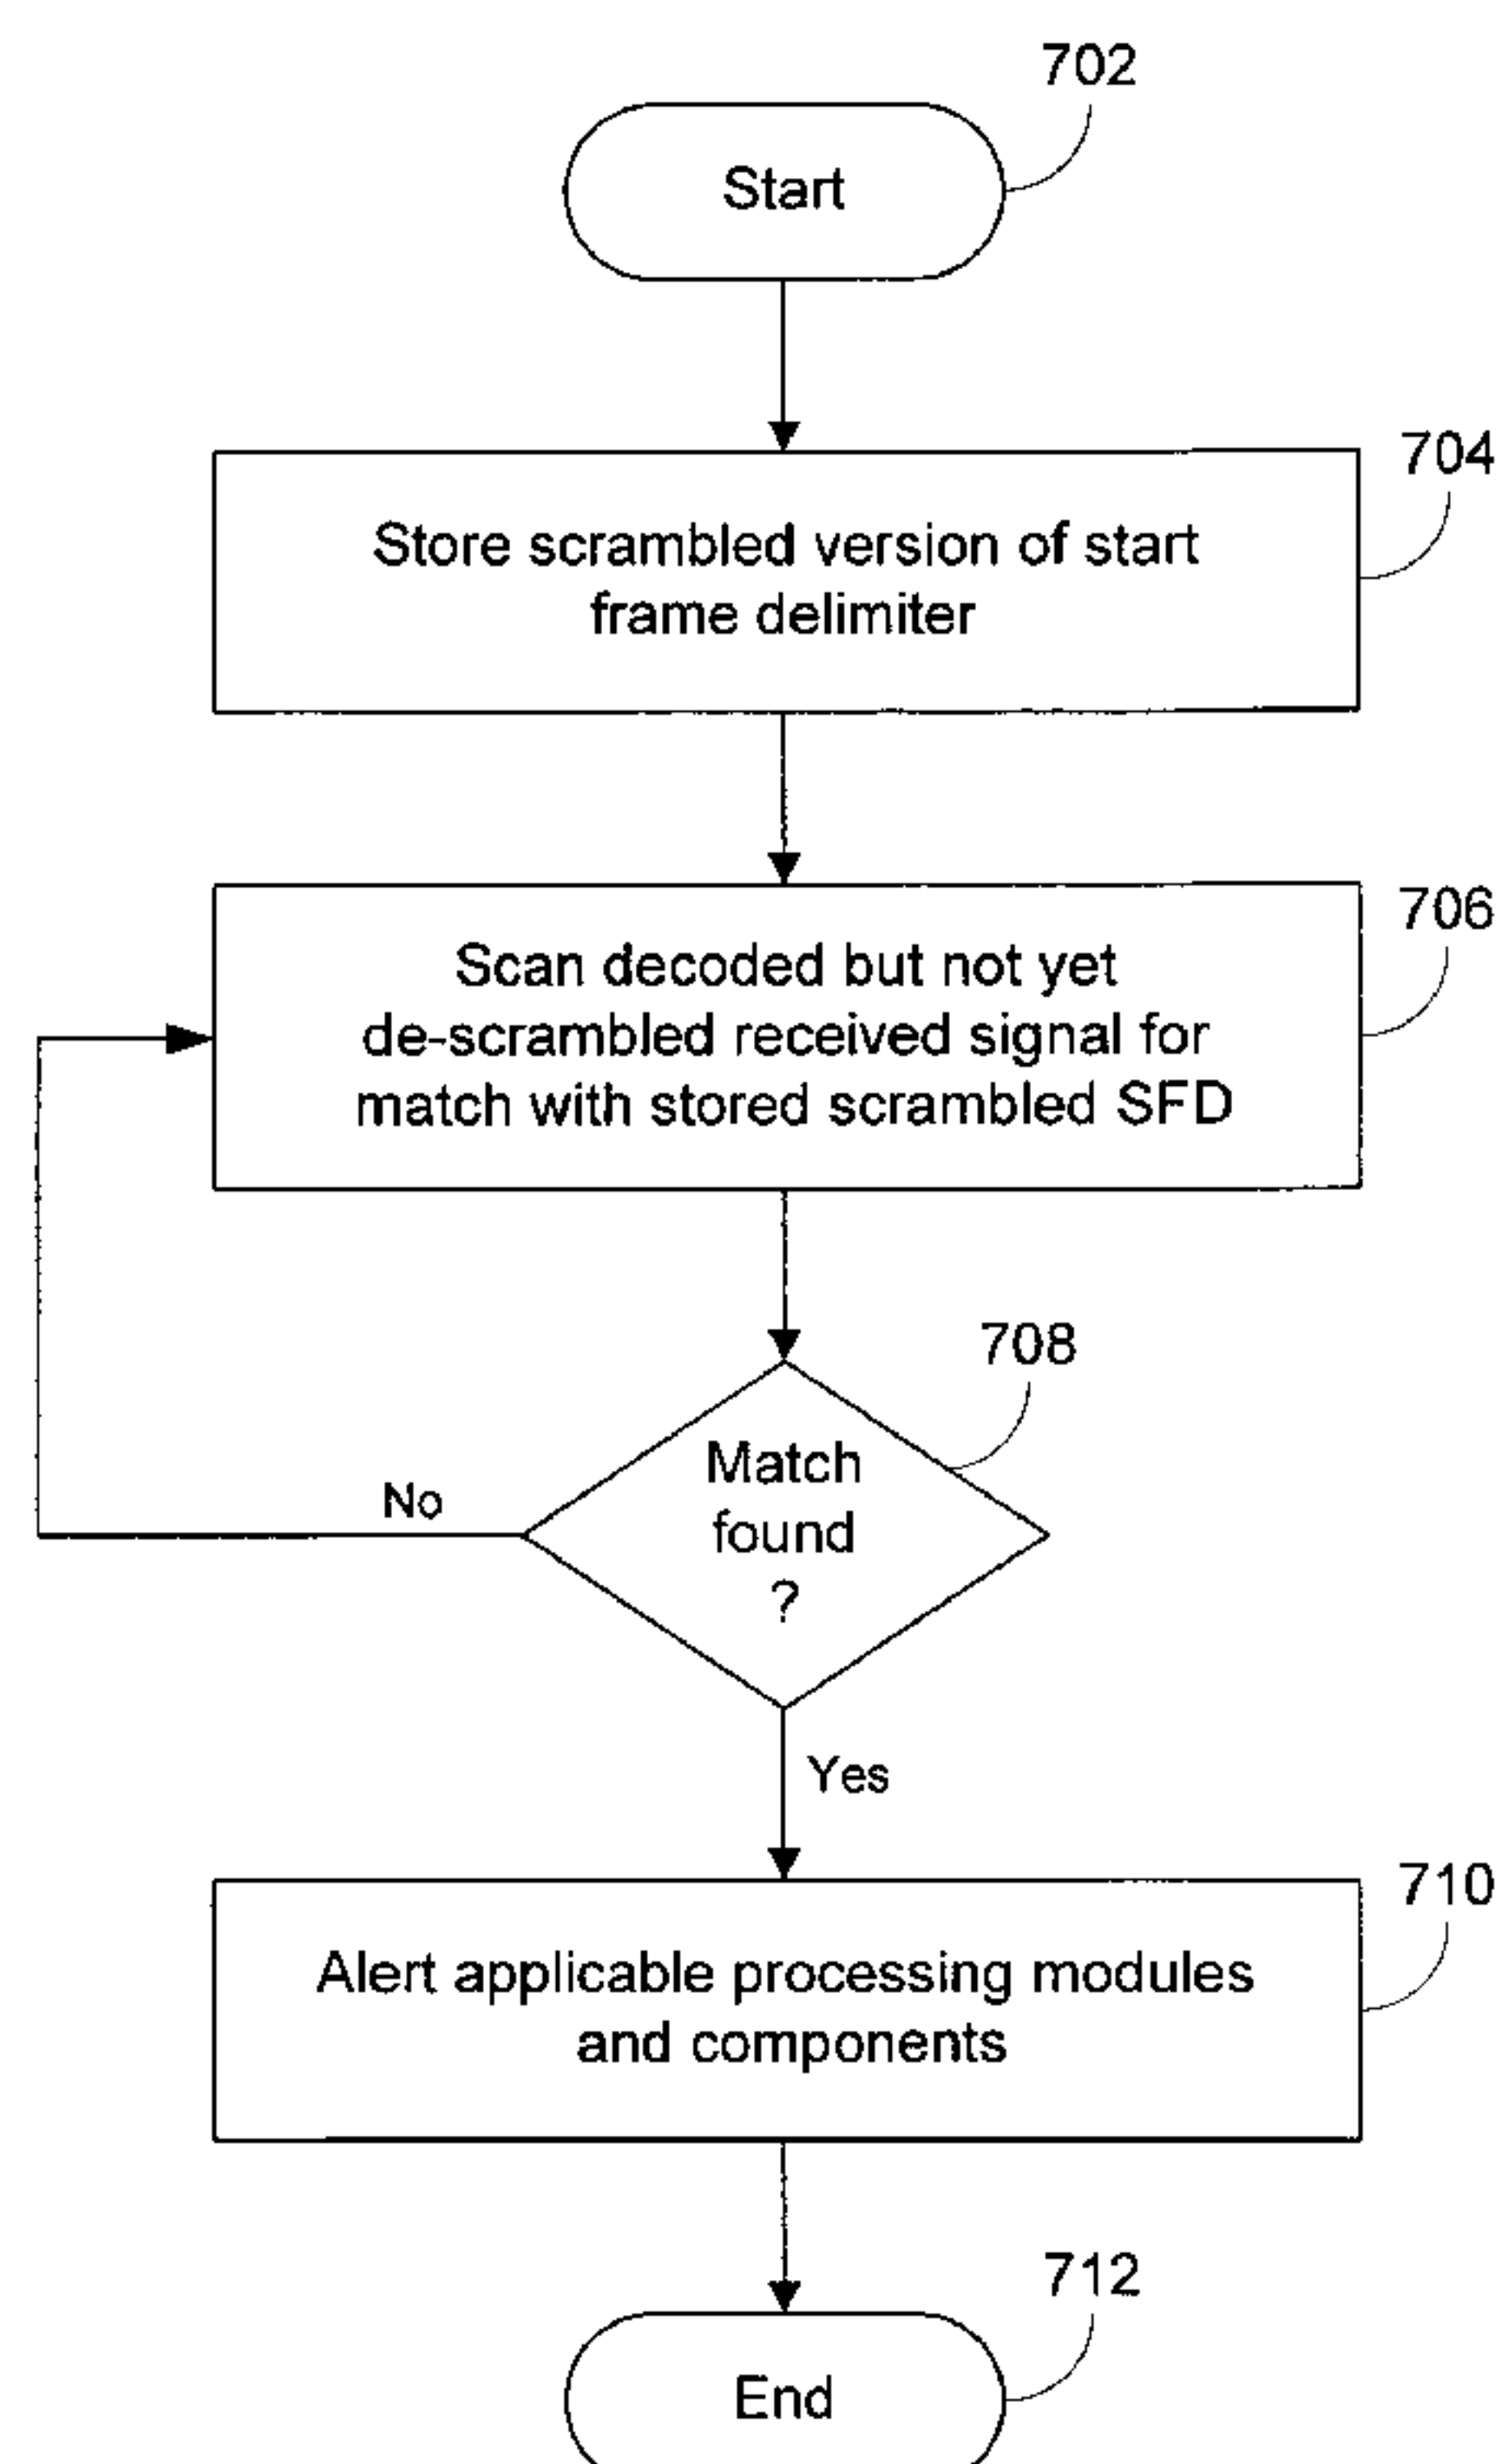 702
Start
704
Store scrambled version of start
frame delimiter
706
Scan decoded but not yet
de-scrambled received signal for
match with stored scrambled SFD
708
Match
found
?
No
Yes
710
Alert applicable processing modules
and components
712
End